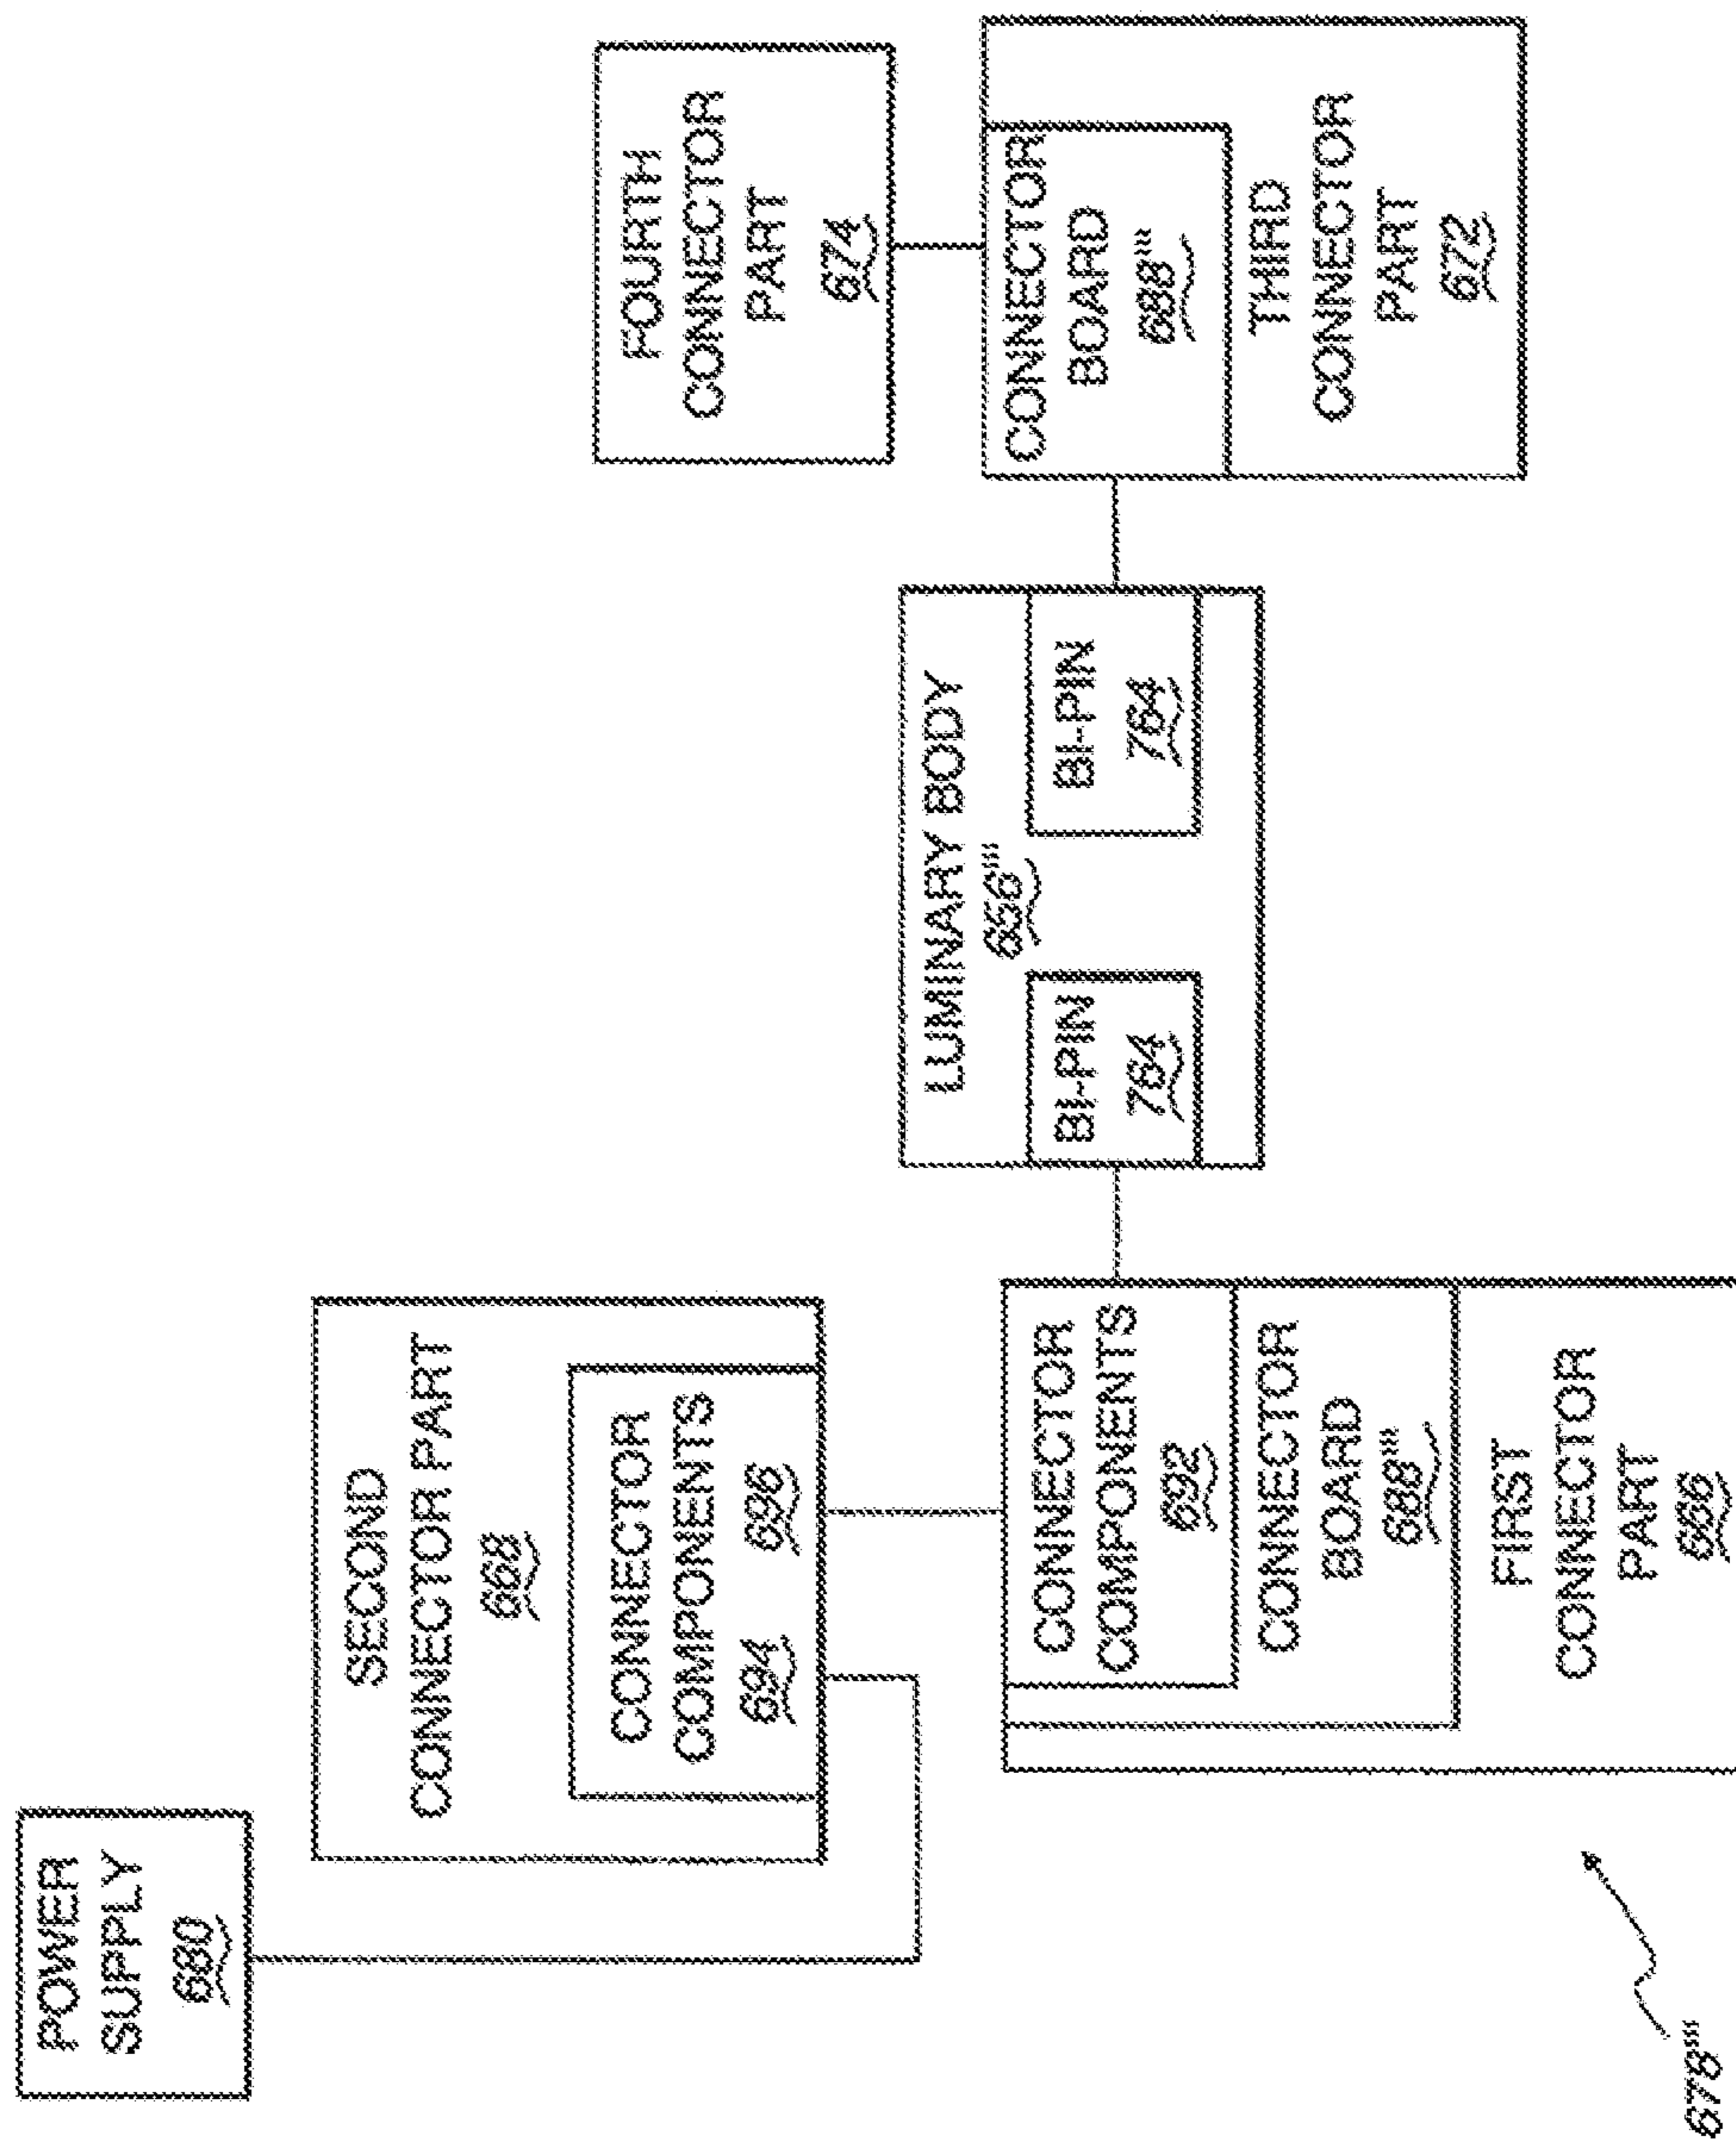 POWER
SUPPLY
680
SECOND
CONNECTOR PART
668
CONNECTOR
COMPONENTS
694 696
CONNECTOR
COMPONENTS
692
CONNECTOR
BOARD
688'''
FIRST
CONNECTOR
PART
666
LUMINARY BODY
656'''
BI-PIN
764
BI-PIN
764
FOURTH
CONNECTOR
PART
674
CONNECTOR
BOARD
688'''
THIRD
CONNECTOR
PART
672
678'''